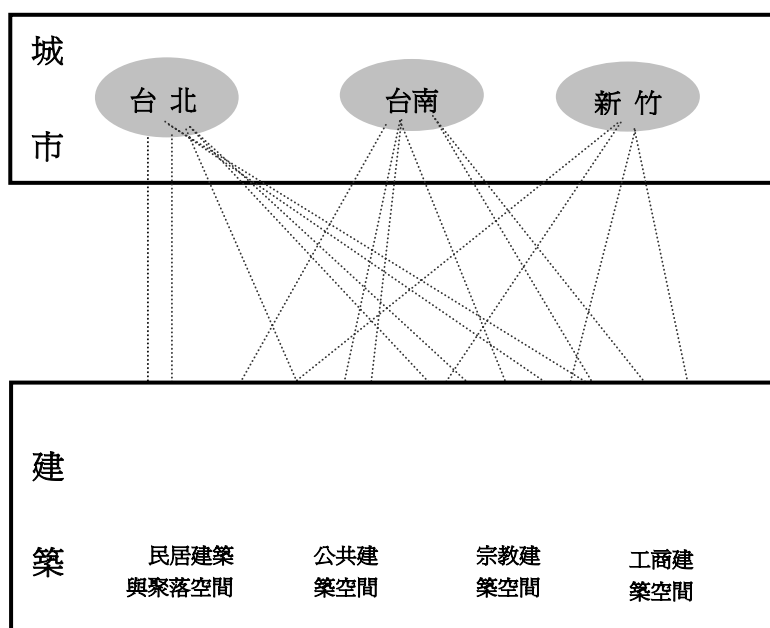 城
市
台 北
台南
新 竹
建
築
民居建築
與聚落空間
公共建
築空間
宗教建
築空間
工商建
築空間